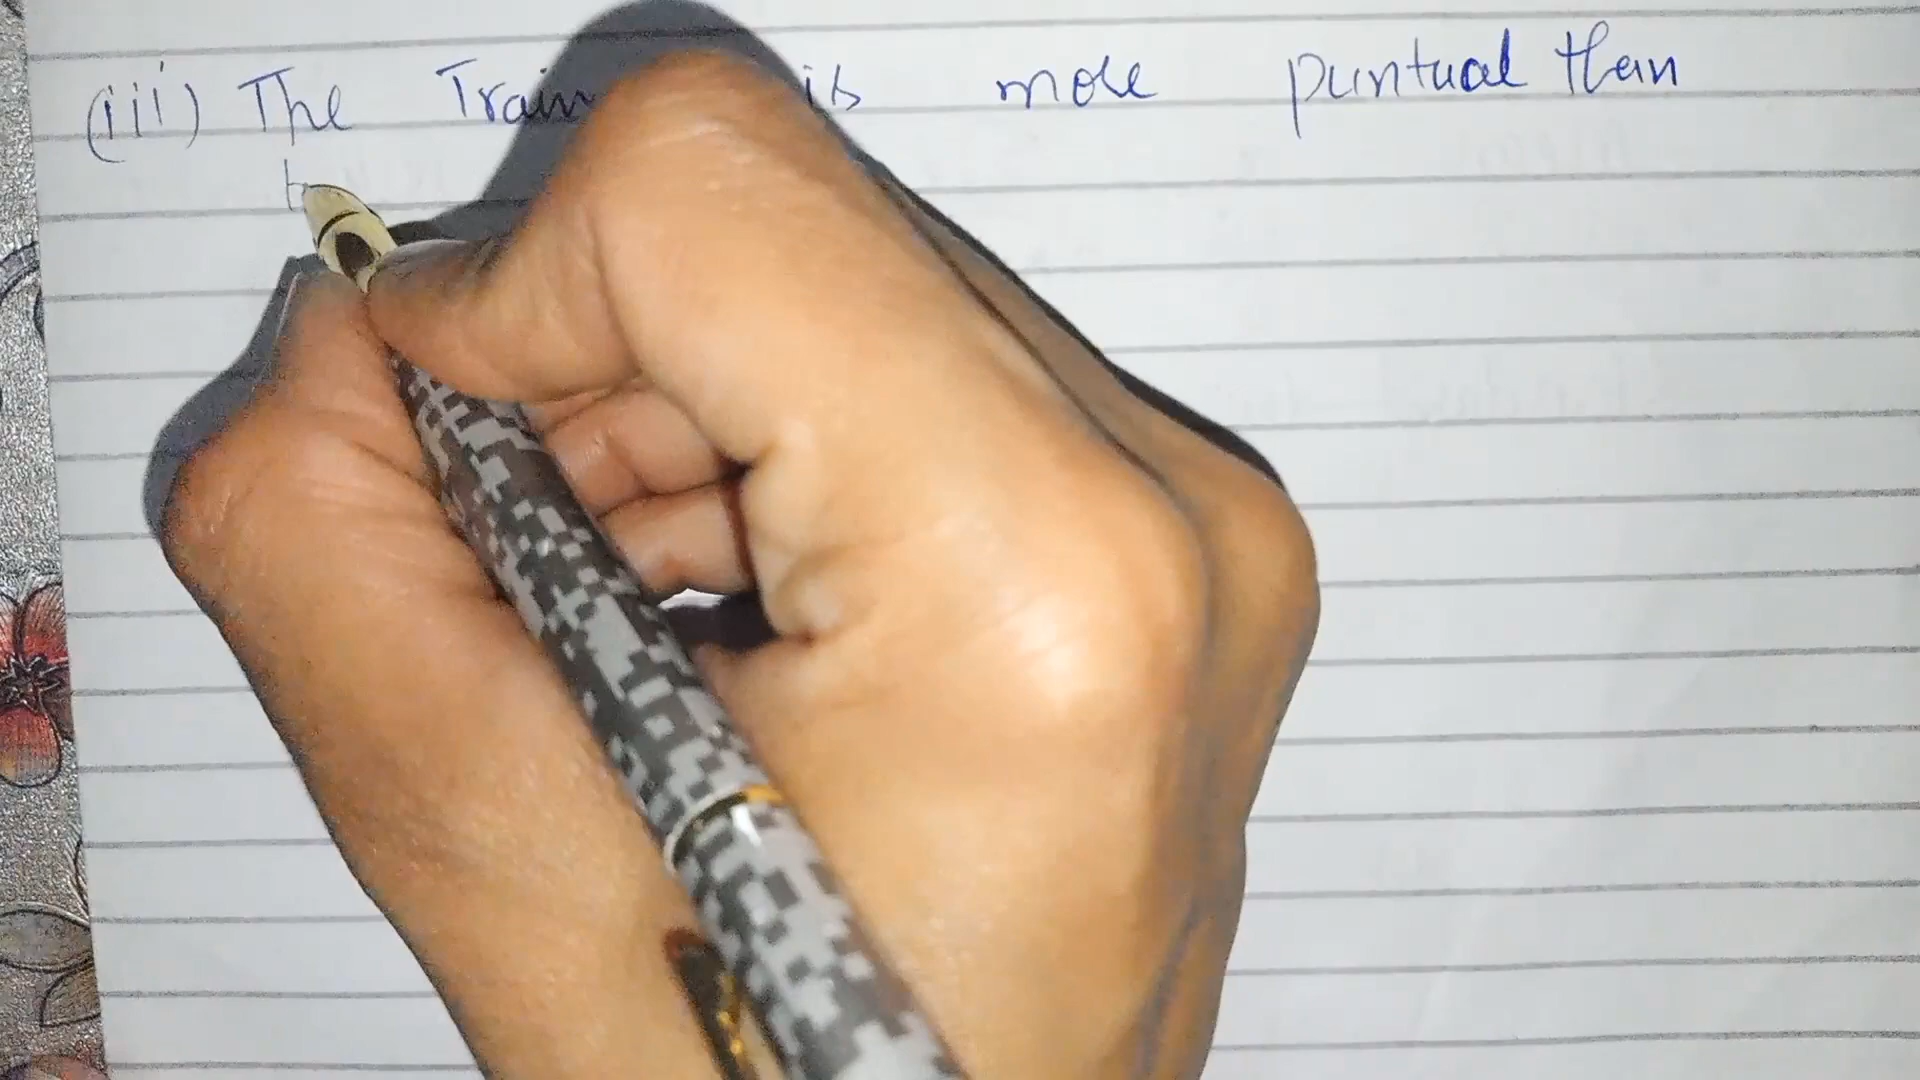 (iii) The Train is more puntual than